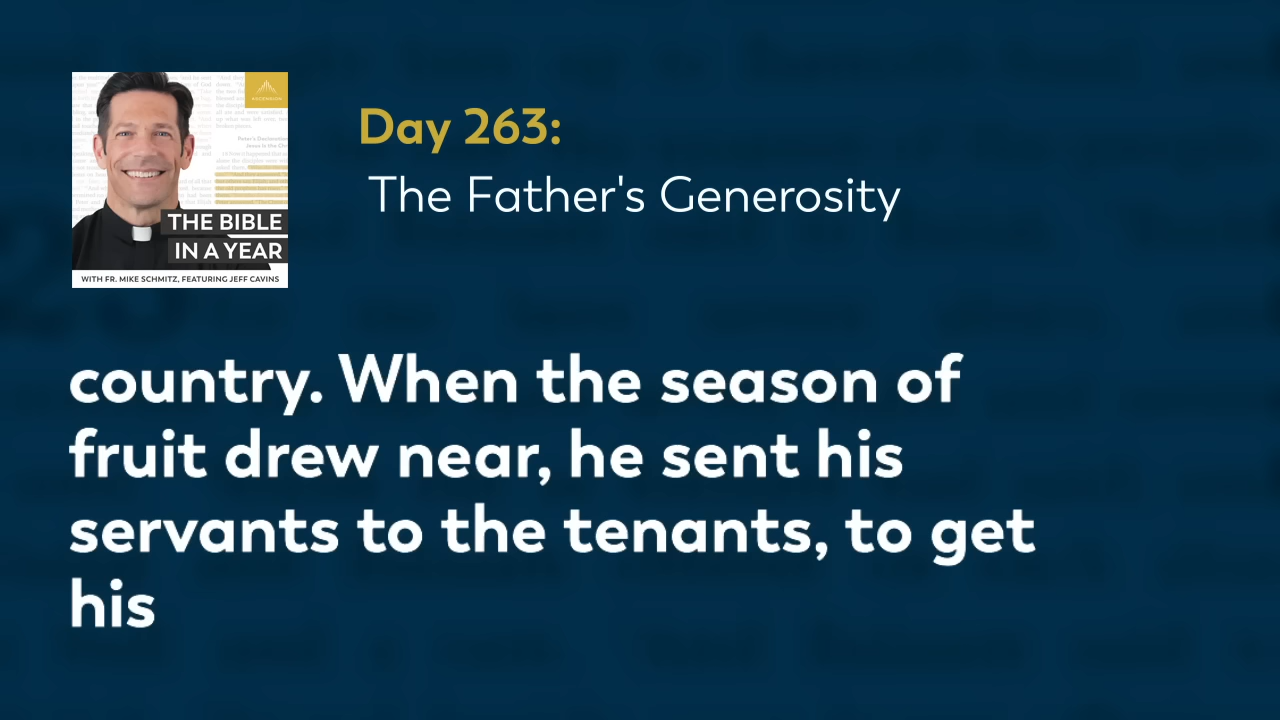 ASCENSION
Day 263:
The Father's Generosity
THE BIBLE
IN A YEAR
WITH FR. MIKE SCHMITZ, FEATURING JEFF CAVINS
country. When the season of
fruit drew near, he sent his
servants to the tenants, to get
his